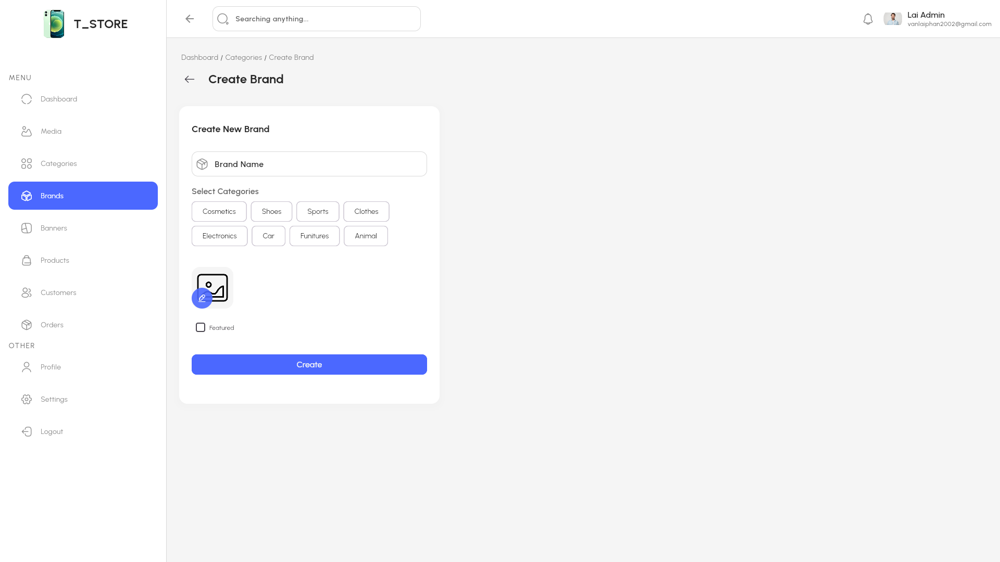 T_STORE
MENU
Dashboard
Media
Categories
Brands
Banners
Products
Customers
Orders
OTHER
Profile
Settings
Logout
Searching anything...
Lai Admin
vanlaiphan2002@gmail.com
Dashboard / Categories / Create Brand
Create Brand
Create New Brand
Brand Name
Select Categories
Cosmetics Shoes Sports Clothes
Electronics Car Funitures Animal
Featured
Create